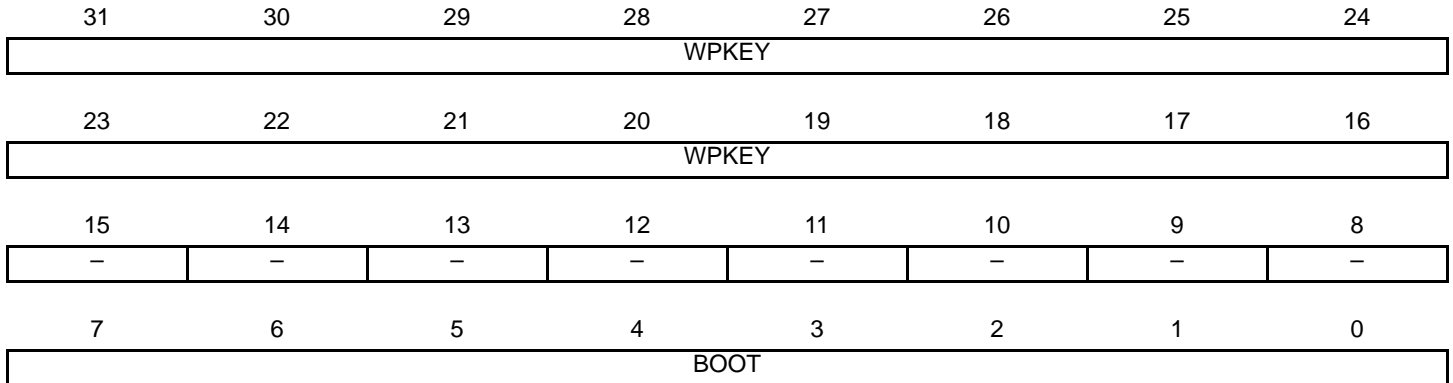 31 30 29 28 27 26 25 24
WPKEY
23 22 21 20 19 18 17 16
WPKEY
15 14 13 12 11 10 9 8
– – – – – – – –
7 6 5 4 3 2 1 0
BOOT